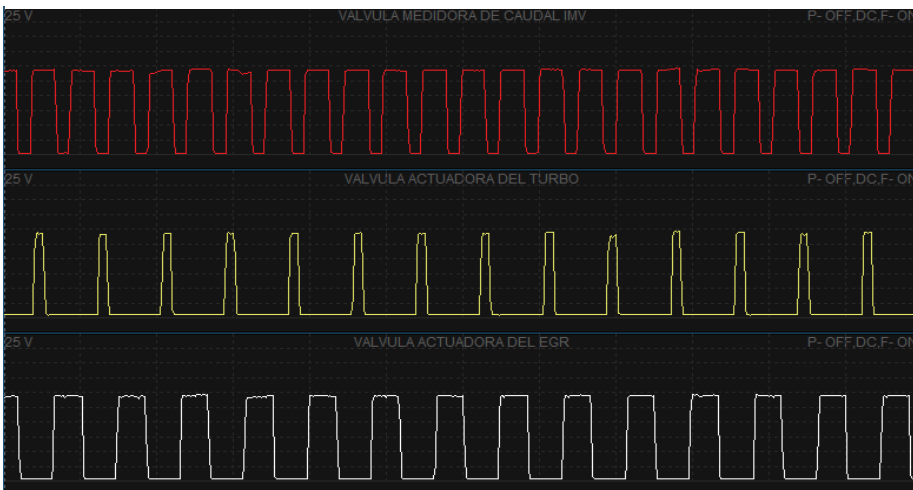 25 V VALVULA MEDIDORA DE CAUDAL IMV P- OFF,DC,F- ON
25 V VALVULA ACTUADORA DEL TURBO P- OFF,DC,F- ON
25 V VALVULA ACTUADORA DEL EGR P- OFF,DC,F- ON